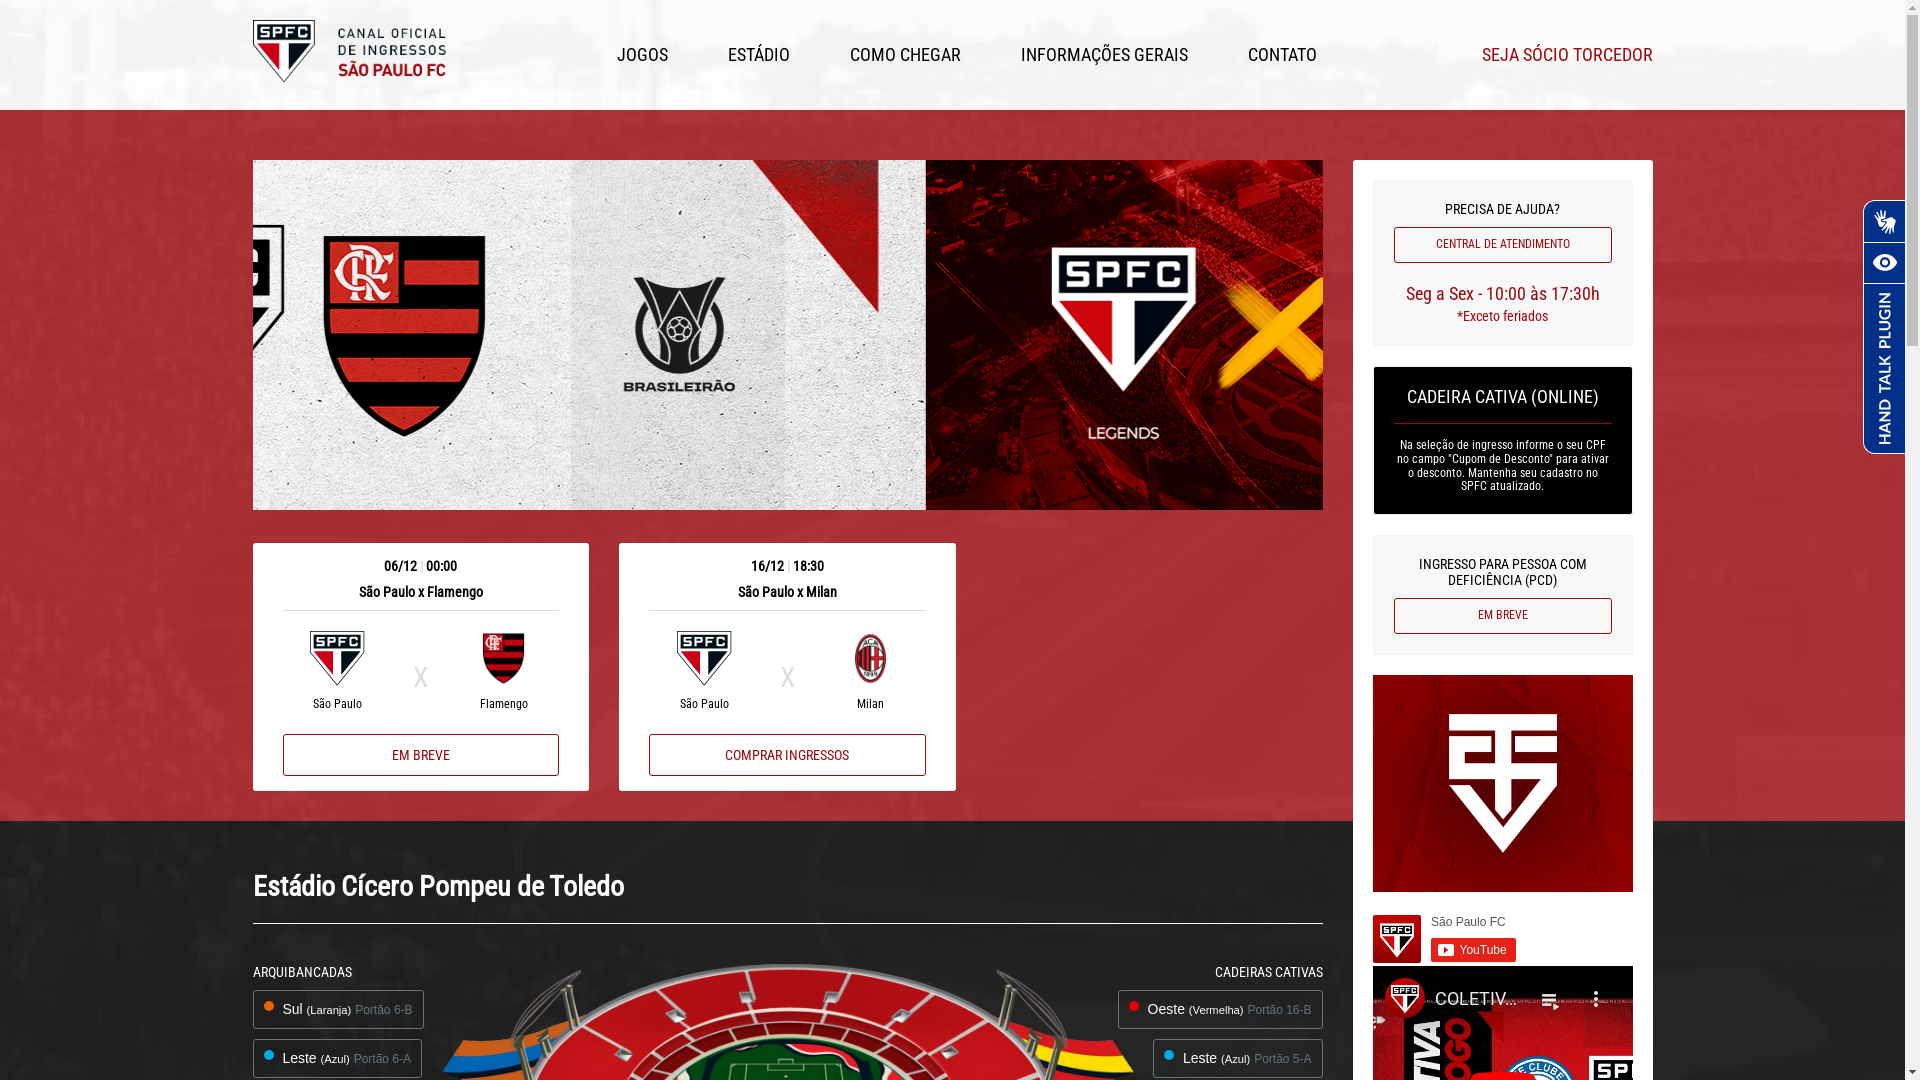 SPFC
CANAL OFICIAL
DE INGRESSOS
SÃO PAULO FC
JOGOS
ESTÁDIO
COMO CHEGAR
INFORMAÇÕES GERAIS
CONTATO
SEJA SÓCIO TORCEDOR
BRASILEIRÃO
SPFC
LEGENDS
PRECISA DE AJUDA?
CENTRAL DE ATENDIMENTO
Seg a Sex - 10:00 às 17:30h
*Exceto feriados
CADEIRA CATIVA (ONLINE)
Na seleção de ingresso informe o seu CPF
no campo "Cupom de Desconto" para ativar
o desconto. Mantenha seu cadastro no
SPFC atualizado.
INGRESSO PARA PESSOA COM
DEFICIÊNCIA (PCD)
EM BREVE
HAND TALK PLUGIN
06/12 | 00:00
São Paulo x Flamengo
SPFC
X
São Paulo
Flamengo
EM BREVE
16/12 | 18:30
São Paulo x Milan
SPFC
X
São Paulo
Milan
COMPRAR INGRESSOS
Estádio Cícero Pompeu de Toledo
ARQUIBANCADAS
Sul (Laranja) Portão 6-B
Leste (Azul) Portão 6-A
CADEIRAS CATIVAS
Oeste (Vermelha) Portão 16-B
Leste (Azul) Portão 5-A
SPFC
São Paulo FC
YouTube
SPFC
COLETIV...
SPFC